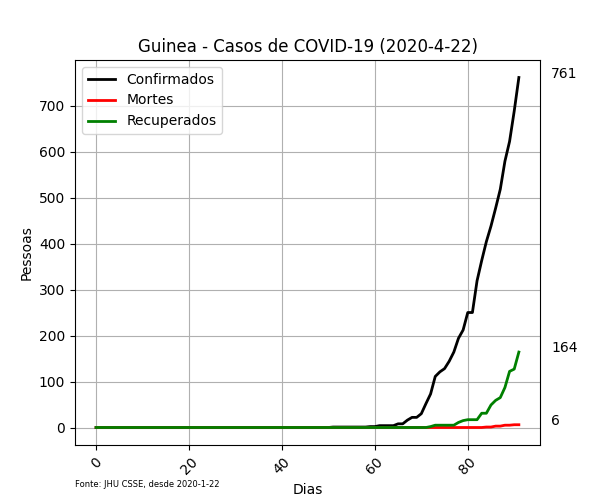 Guinea - Casos de COVID-19 (2020-4-22)
Confirmados
Mortes
Recuperados
761
164
6
700
600
500
400
300
200
100
0
Pessoas
0
20
40
60
80
Dias
Fonte: JHU CSSE, desde 2020-1-22